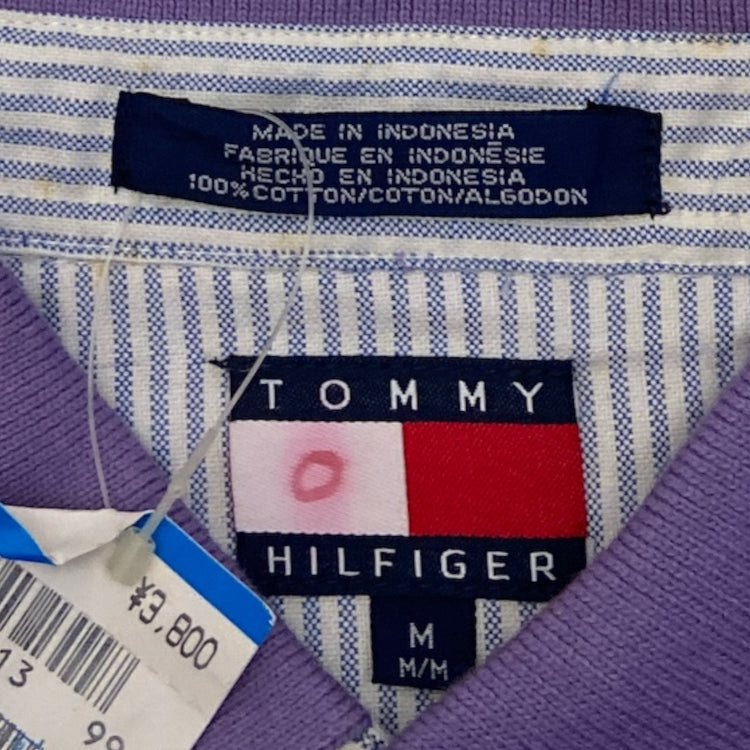 MADE IN INDONESIA
FABRIQUE EN INDONÉSIE
HECHO EN INDONESIA
100% COTTON/COTON/ALGODON
TOMMY
O
HILFIGER
M
M/M
¥3,800
13
99